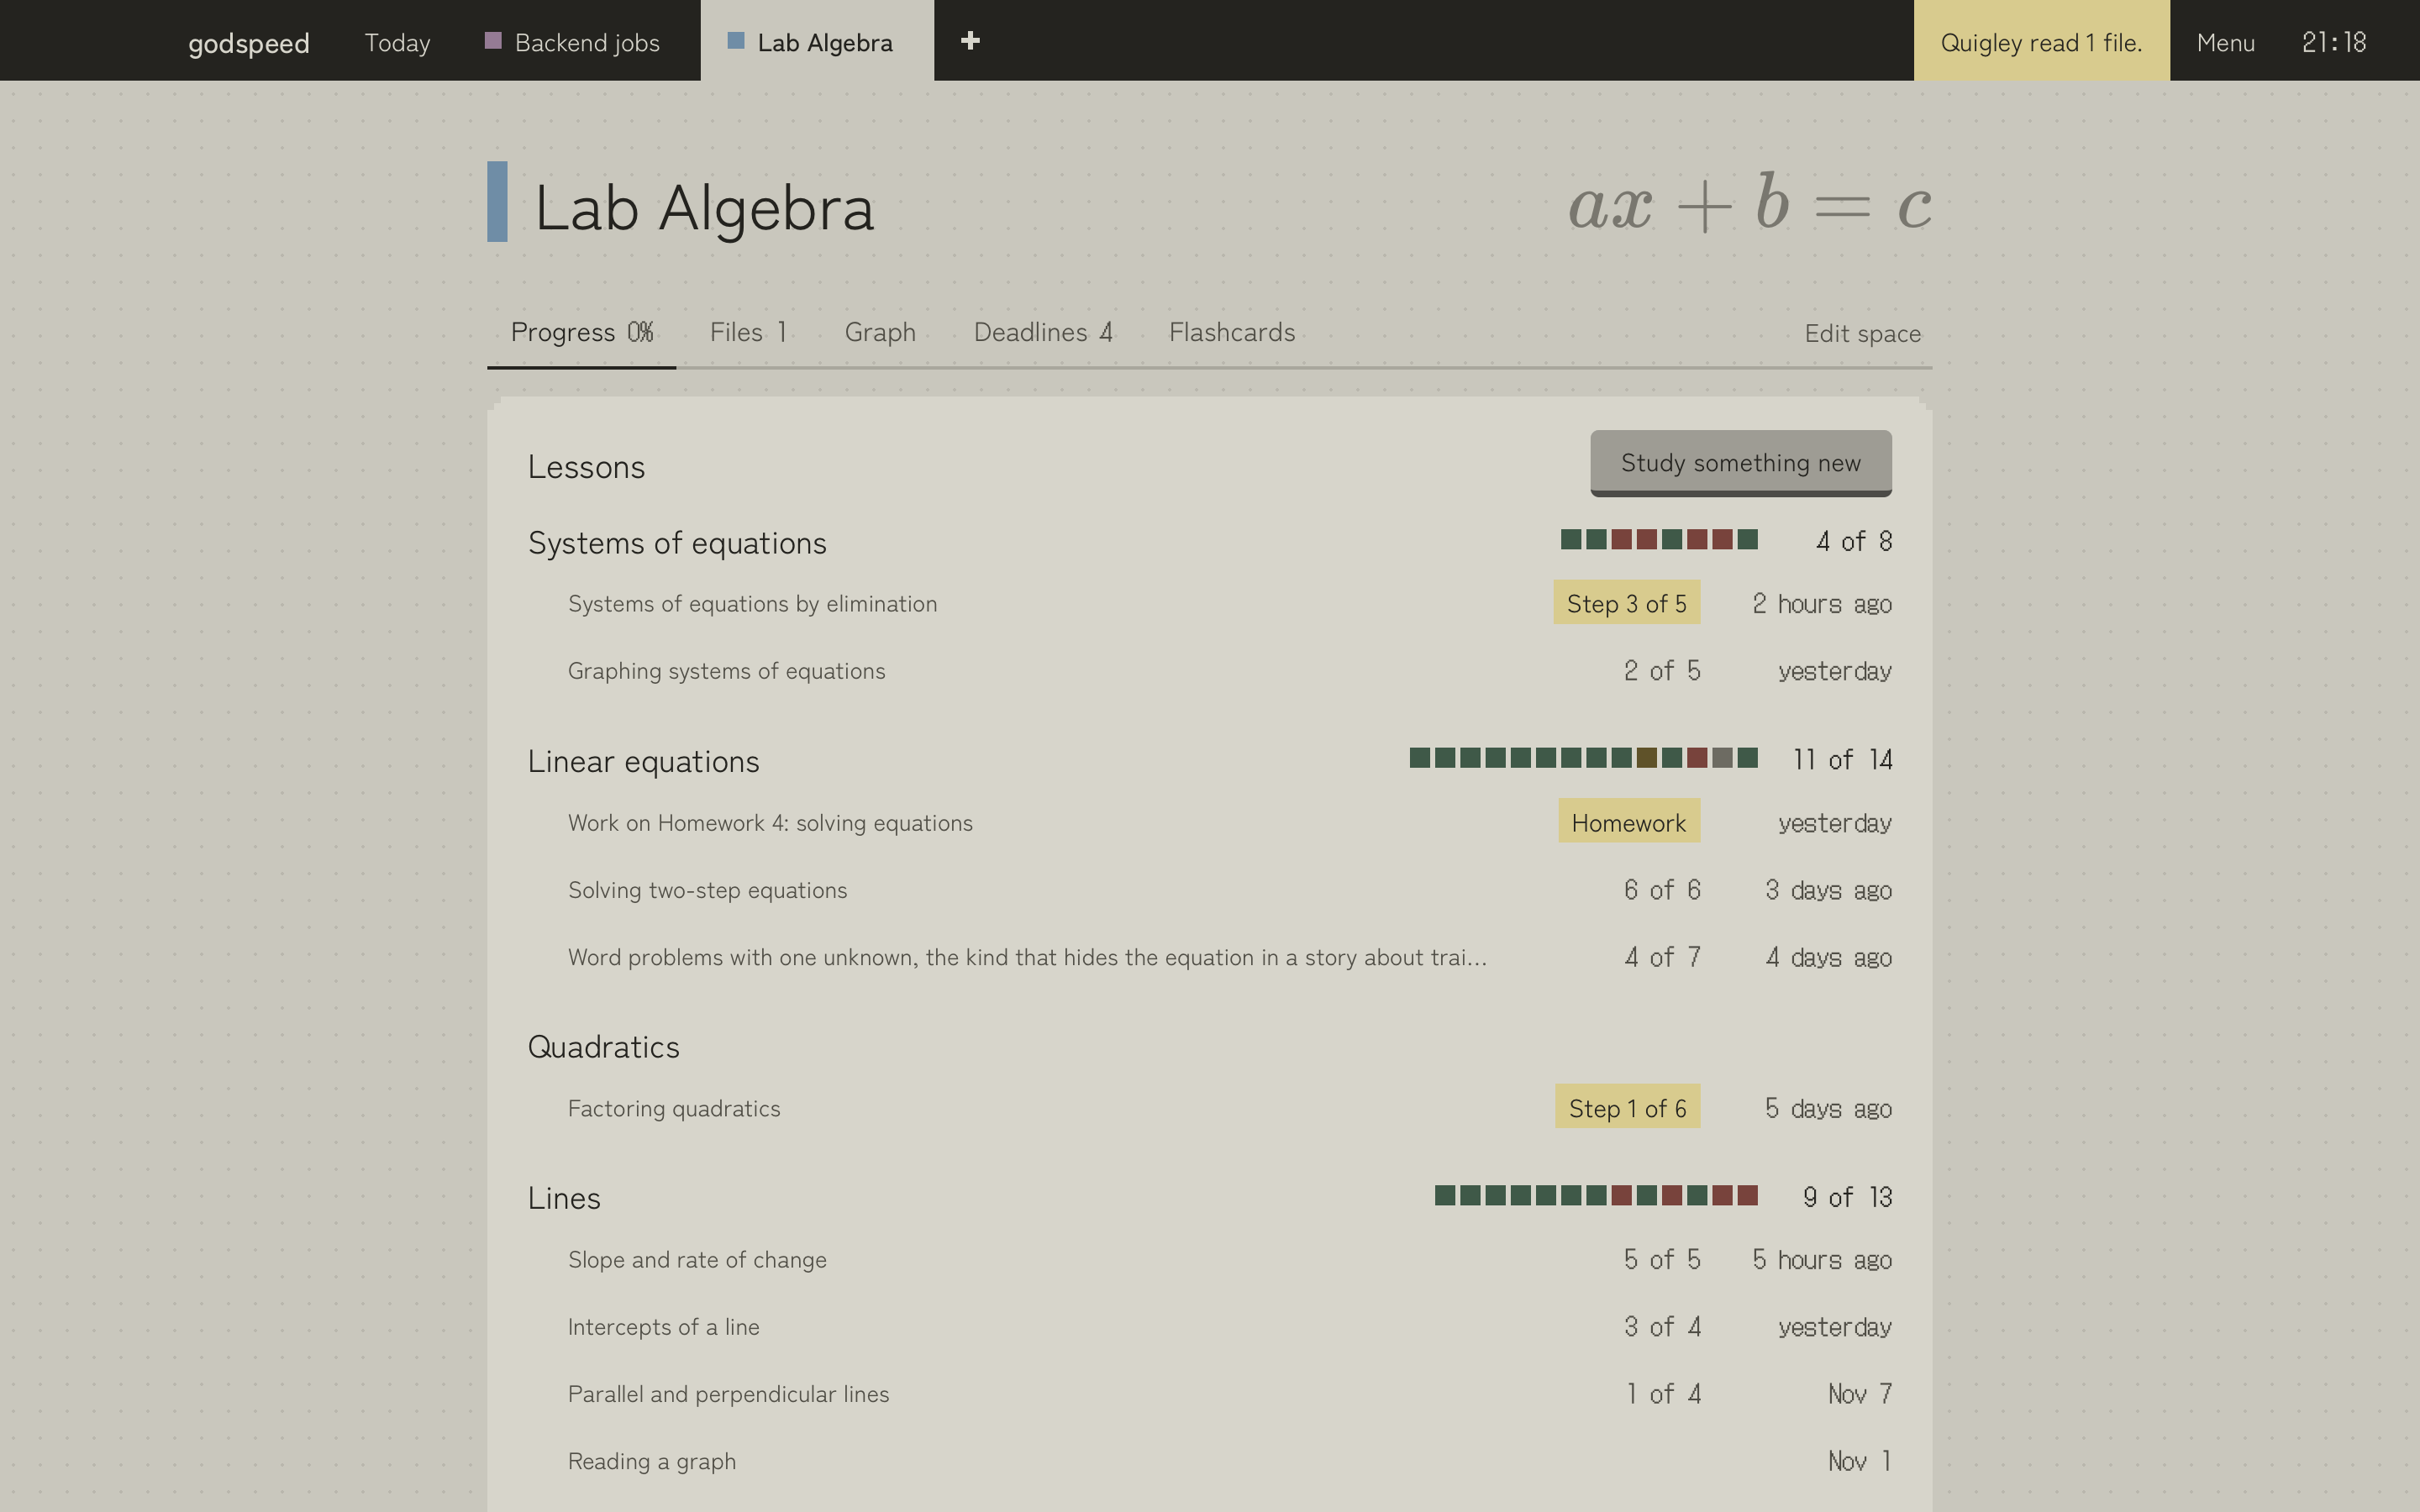 godspeed Today Backend jobs Lab Algebra + Quigley read 1 file. Menu 21:18
Lab Algebra ax + b = c
Progress 0% Files 1 Graph Deadlines 4 Flashcards Edit space
Lessons Study something new
Systems of equations 4 of 8
Systems of equations by elimination Step 3 of 5 2 hours ago
Graphing systems of equations 2 of 5 yesterday
Linear equations 11 of 14
Work on Homework 4: solving equations Homework yesterday
Solving two-step equations 6 of 6 3 days ago
Word problems with one unknown, the kind that hides the equation in a story about trai... 4 of 7 4 days ago
Quadratics
Factoring quadratics Step 1 of 6 5 days ago
Lines 9 of 13
Slope and rate of change 5 of 5 5 hours ago
Intercepts of a line 3 of 4 yesterday
Parallel and perpendicular lines 1 of 4 Nov 7
Reading a graph Nov 1